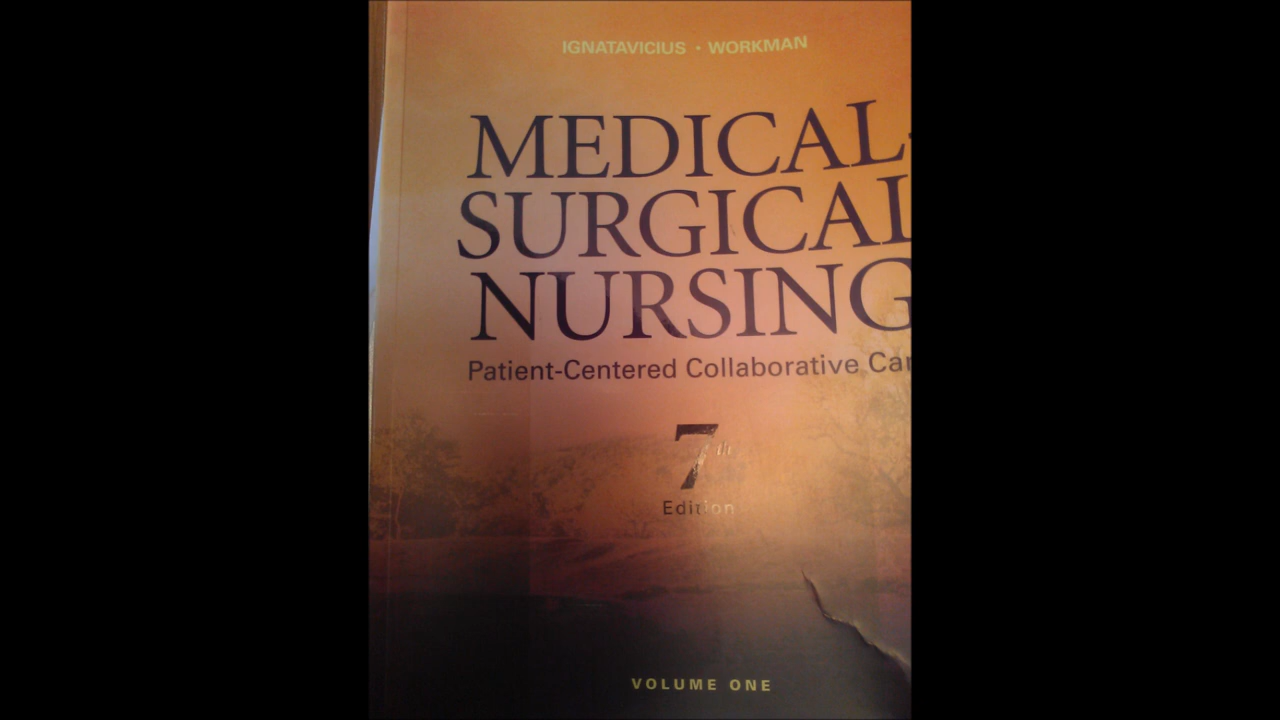 IGNATAVICIUS • WORKMAN
MEDICAL-
SURGICAL
NURSING
Patient-Centered Collaborative Car
7th
Edition
VOLUME ONE